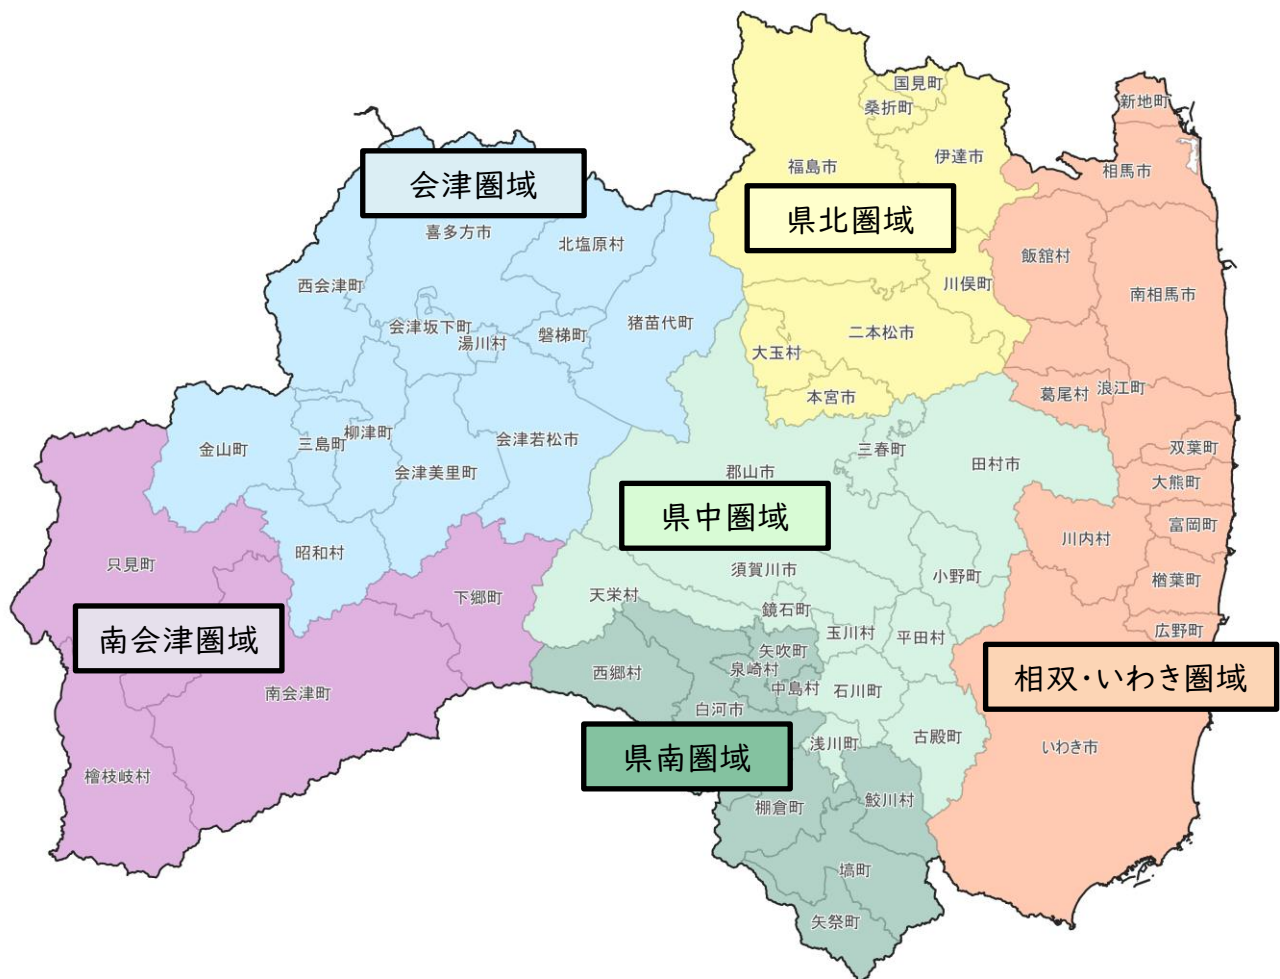 国見町
桑折町
新地町
福島市
伊達市
相馬市
会津圏域
県北圏域
喜多方市
北塩原村
飯舘村
西会津町
川俣町
南相馬市
会津坂下町
猪苗代町
湯川村
磐梯町
二本松市
大玉村
本宮市
葛尾村
浪江町
金山町
三島町
柳津町
会津若松市
三春町
双葉町
会津美里町
郡山市
田村市
大熊町
県中圏域
富岡町
川内村
昭和村
只見町
須賀川市
小野町
楢葉町
天栄村
下郷町
鏡石町
玉川村
平田村
広野町
南会津圏域
矢吹町
泉崎村
西郷村
中島村
石川町
相双・いわき圏域
南会津町
白河市
浅川町
古殿町
いわき市
県南圏域
檜枝岐村
棚倉町
鮫川村
塙町
矢祭町